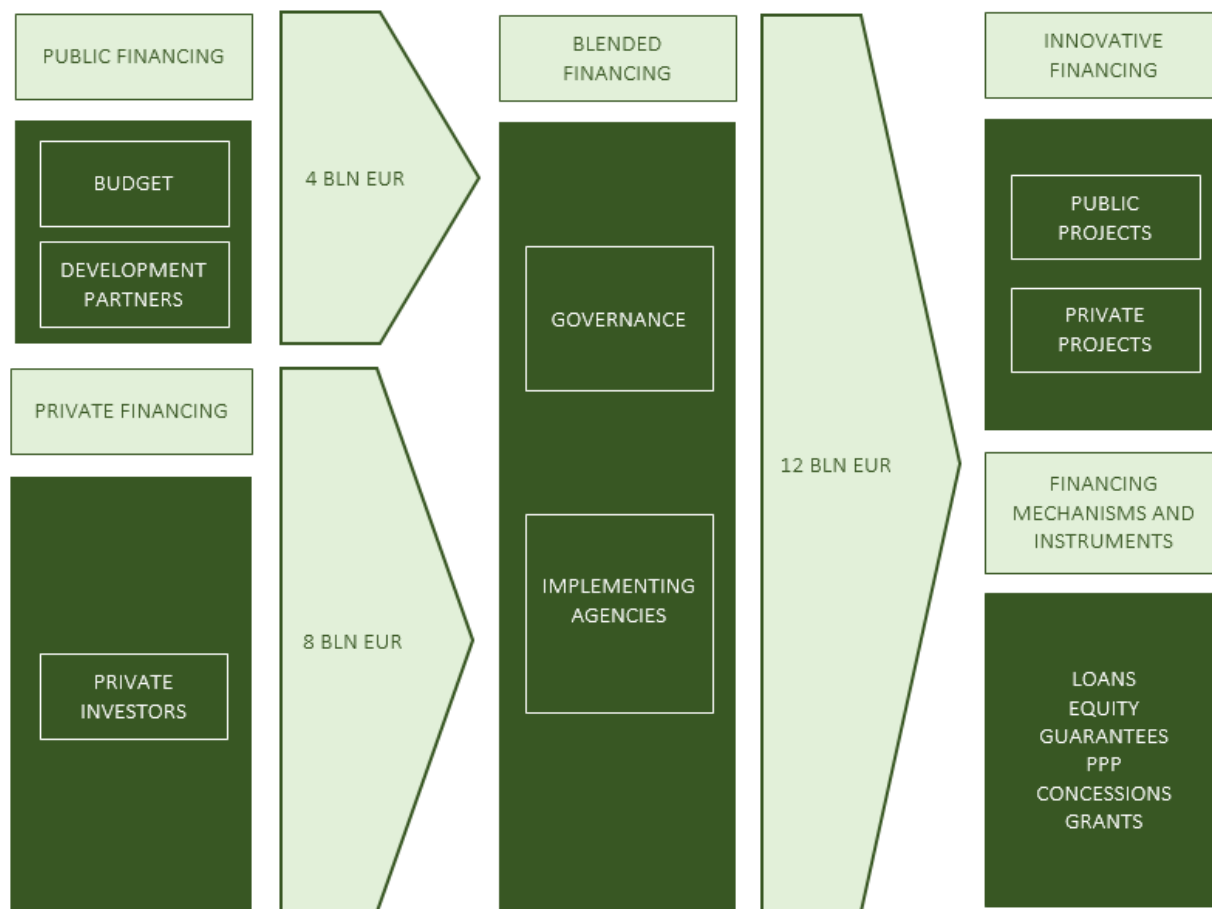 PUBLIC FINANCING
BUDGET
DEVELOPMENT
PARTNERS
PRIVATE FINANCING
PRIVATE
INVESTORS
4 BLN EUR
8 BLN EUR
BLENDED
FINANCING
GOVERNANCE
IMPLEMENTING
AGENCIES
12 BLN EUR
INNOVATIVE
FINANCING
PUBLIC
PROJECTS
PRIVATE
PROJECTS
FINANCING
MECHANISMS AND
INSTRUMENTS
LOANS
EQUITY
GUARANTEES
PPP
CONCESSIONS
GRANTS